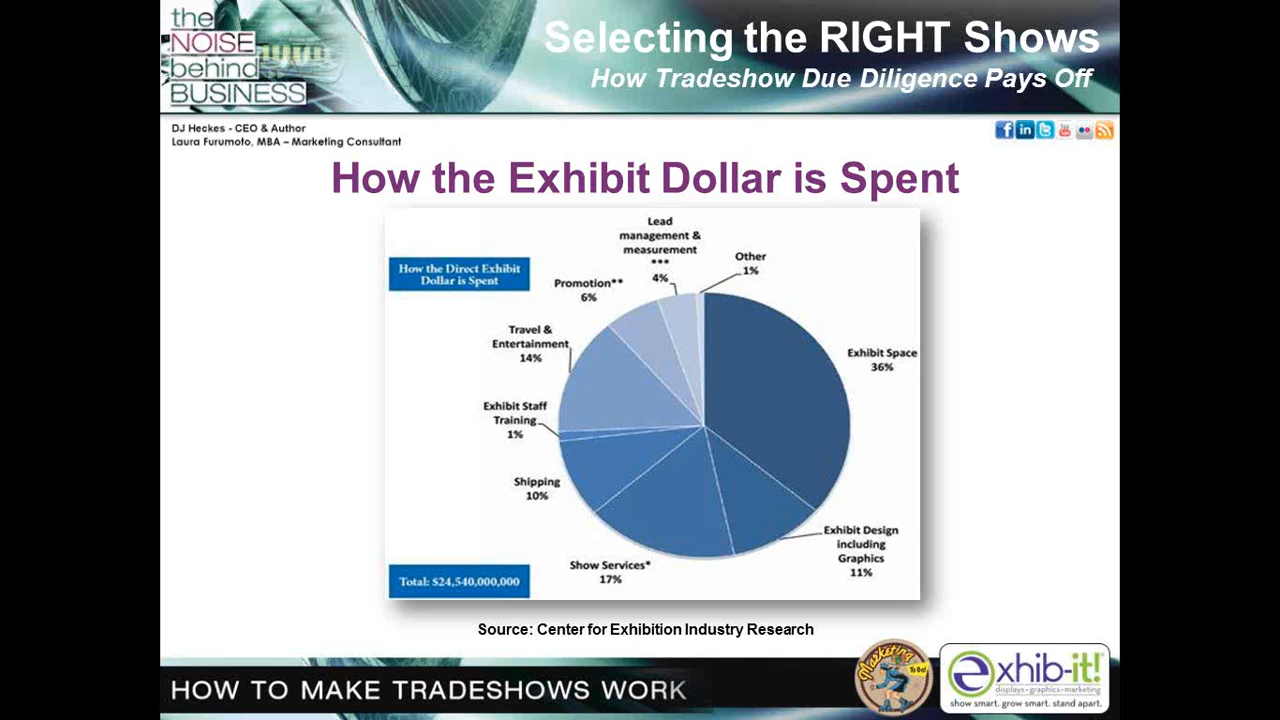 the
NOISE
behind
BUSINESS
Selecting the RIGHT Shows
How Tradeshow Due Diligence Pays Off
DJ Heckes - CEO & Author
Laura Furumoto, MBA – Marketing Consultant
How the Exhibit Dollar is Spent
How the Direct Exhibit
Dollar is Spent
Lead
management &
measurement
***
4%
Other
1%
Promotion**
6%
Travel &
Entertainment
14%
Exhibit Space
36%
Exhibit Staff
Training
1%
Shipping
10%
Exhibit Design
including
Graphics
11%
Show Services*
17%
Total: $24,540,000,000
Source: Center for Exhibition Industry Research
HOW TO MAKE TRADESHOWS WORK
Marketing
To Go!
exhib-it!
displays • graphics • marketing
show smart. grow smart. stand apart.